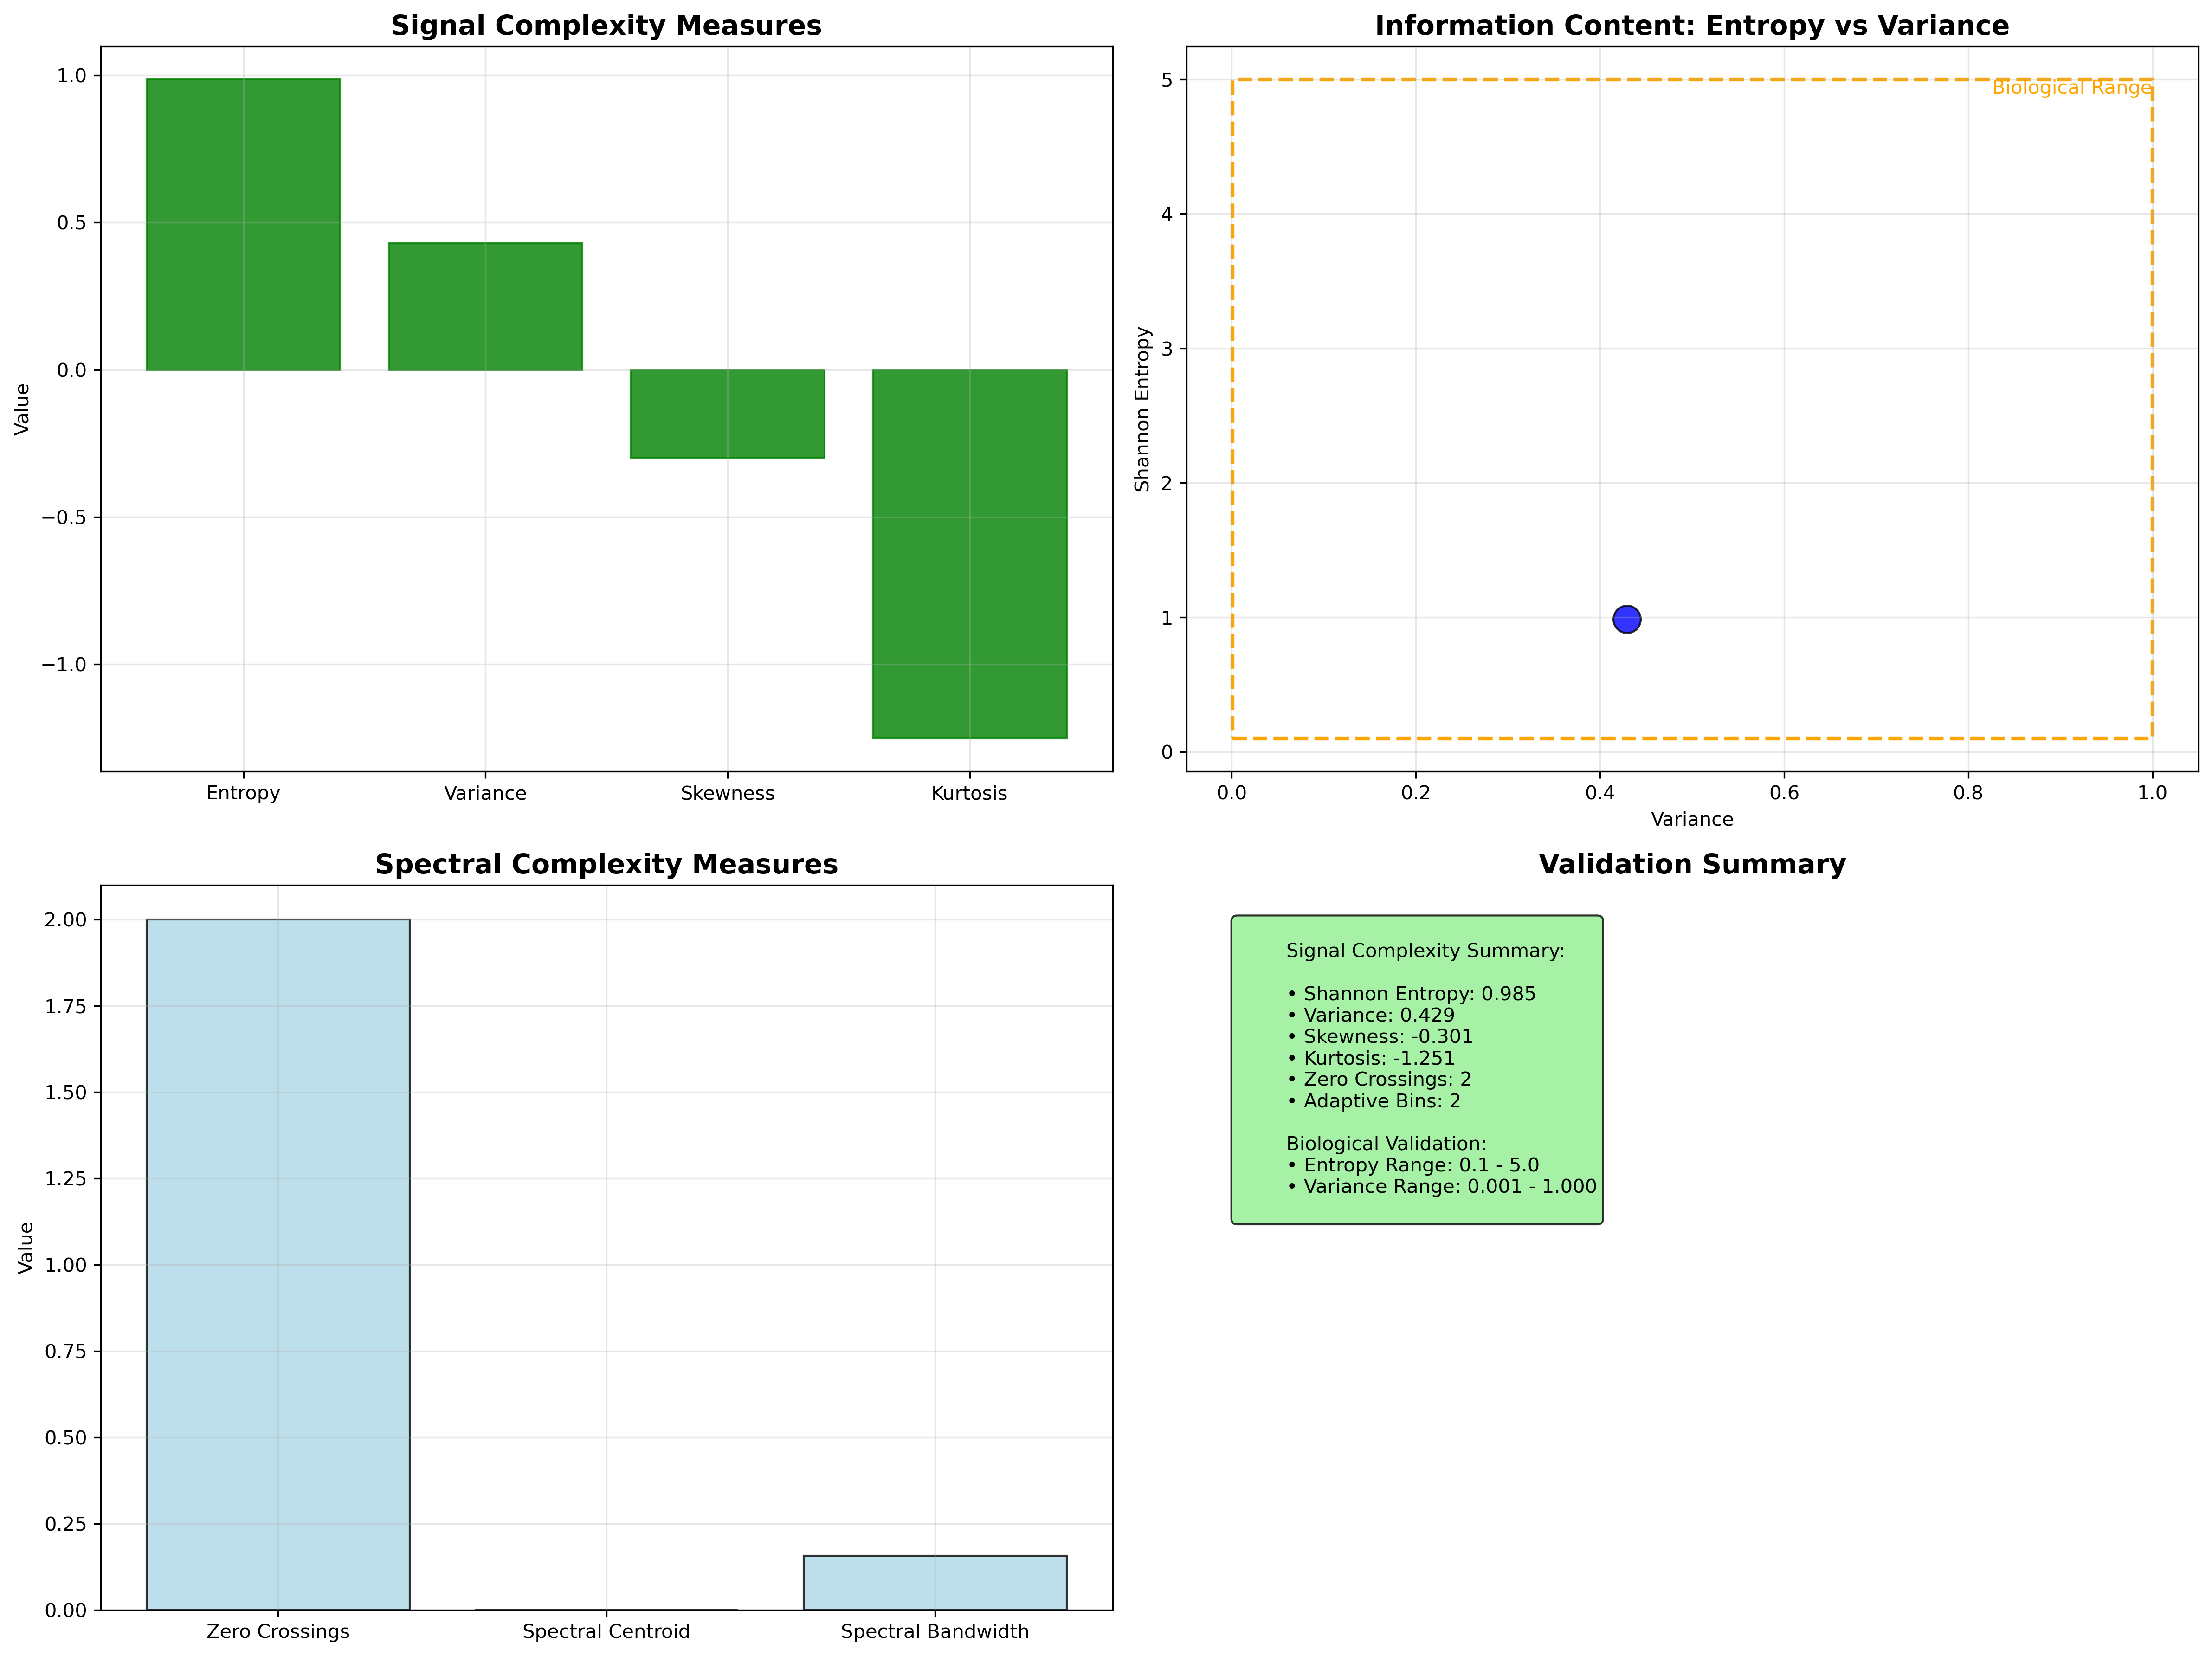 Signal Complexity Measures
Value
1.0
0.5
0.0
−0.5
−1.0
Entropy
Variance
Skewness
Kurtosis
Information Content: Entropy vs Variance
Shannon Entropy
5
4
3
2
1
0
Biological Range
0.0
0.2
0.4
0.6
0.8
1.0
Variance
Spectral Complexity Measures
Value
2.00
1.75
1.50
1.25
1.00
0.75
0.50
0.25
0.00
Zero Crossings
Spectral Centroid
Spectral Bandwidth
Validation Summary
Signal Complexity Summary:
• Shannon Entropy: 0.985
• Variance: 0.429
• Skewness: -0.301
• Kurtosis: -1.251
• Zero Crossings: 2
• Adaptive Bins: 2
Biological Validation:
• Entropy Range: 0.1 - 5.0
• Variance Range: 0.001 - 1.000